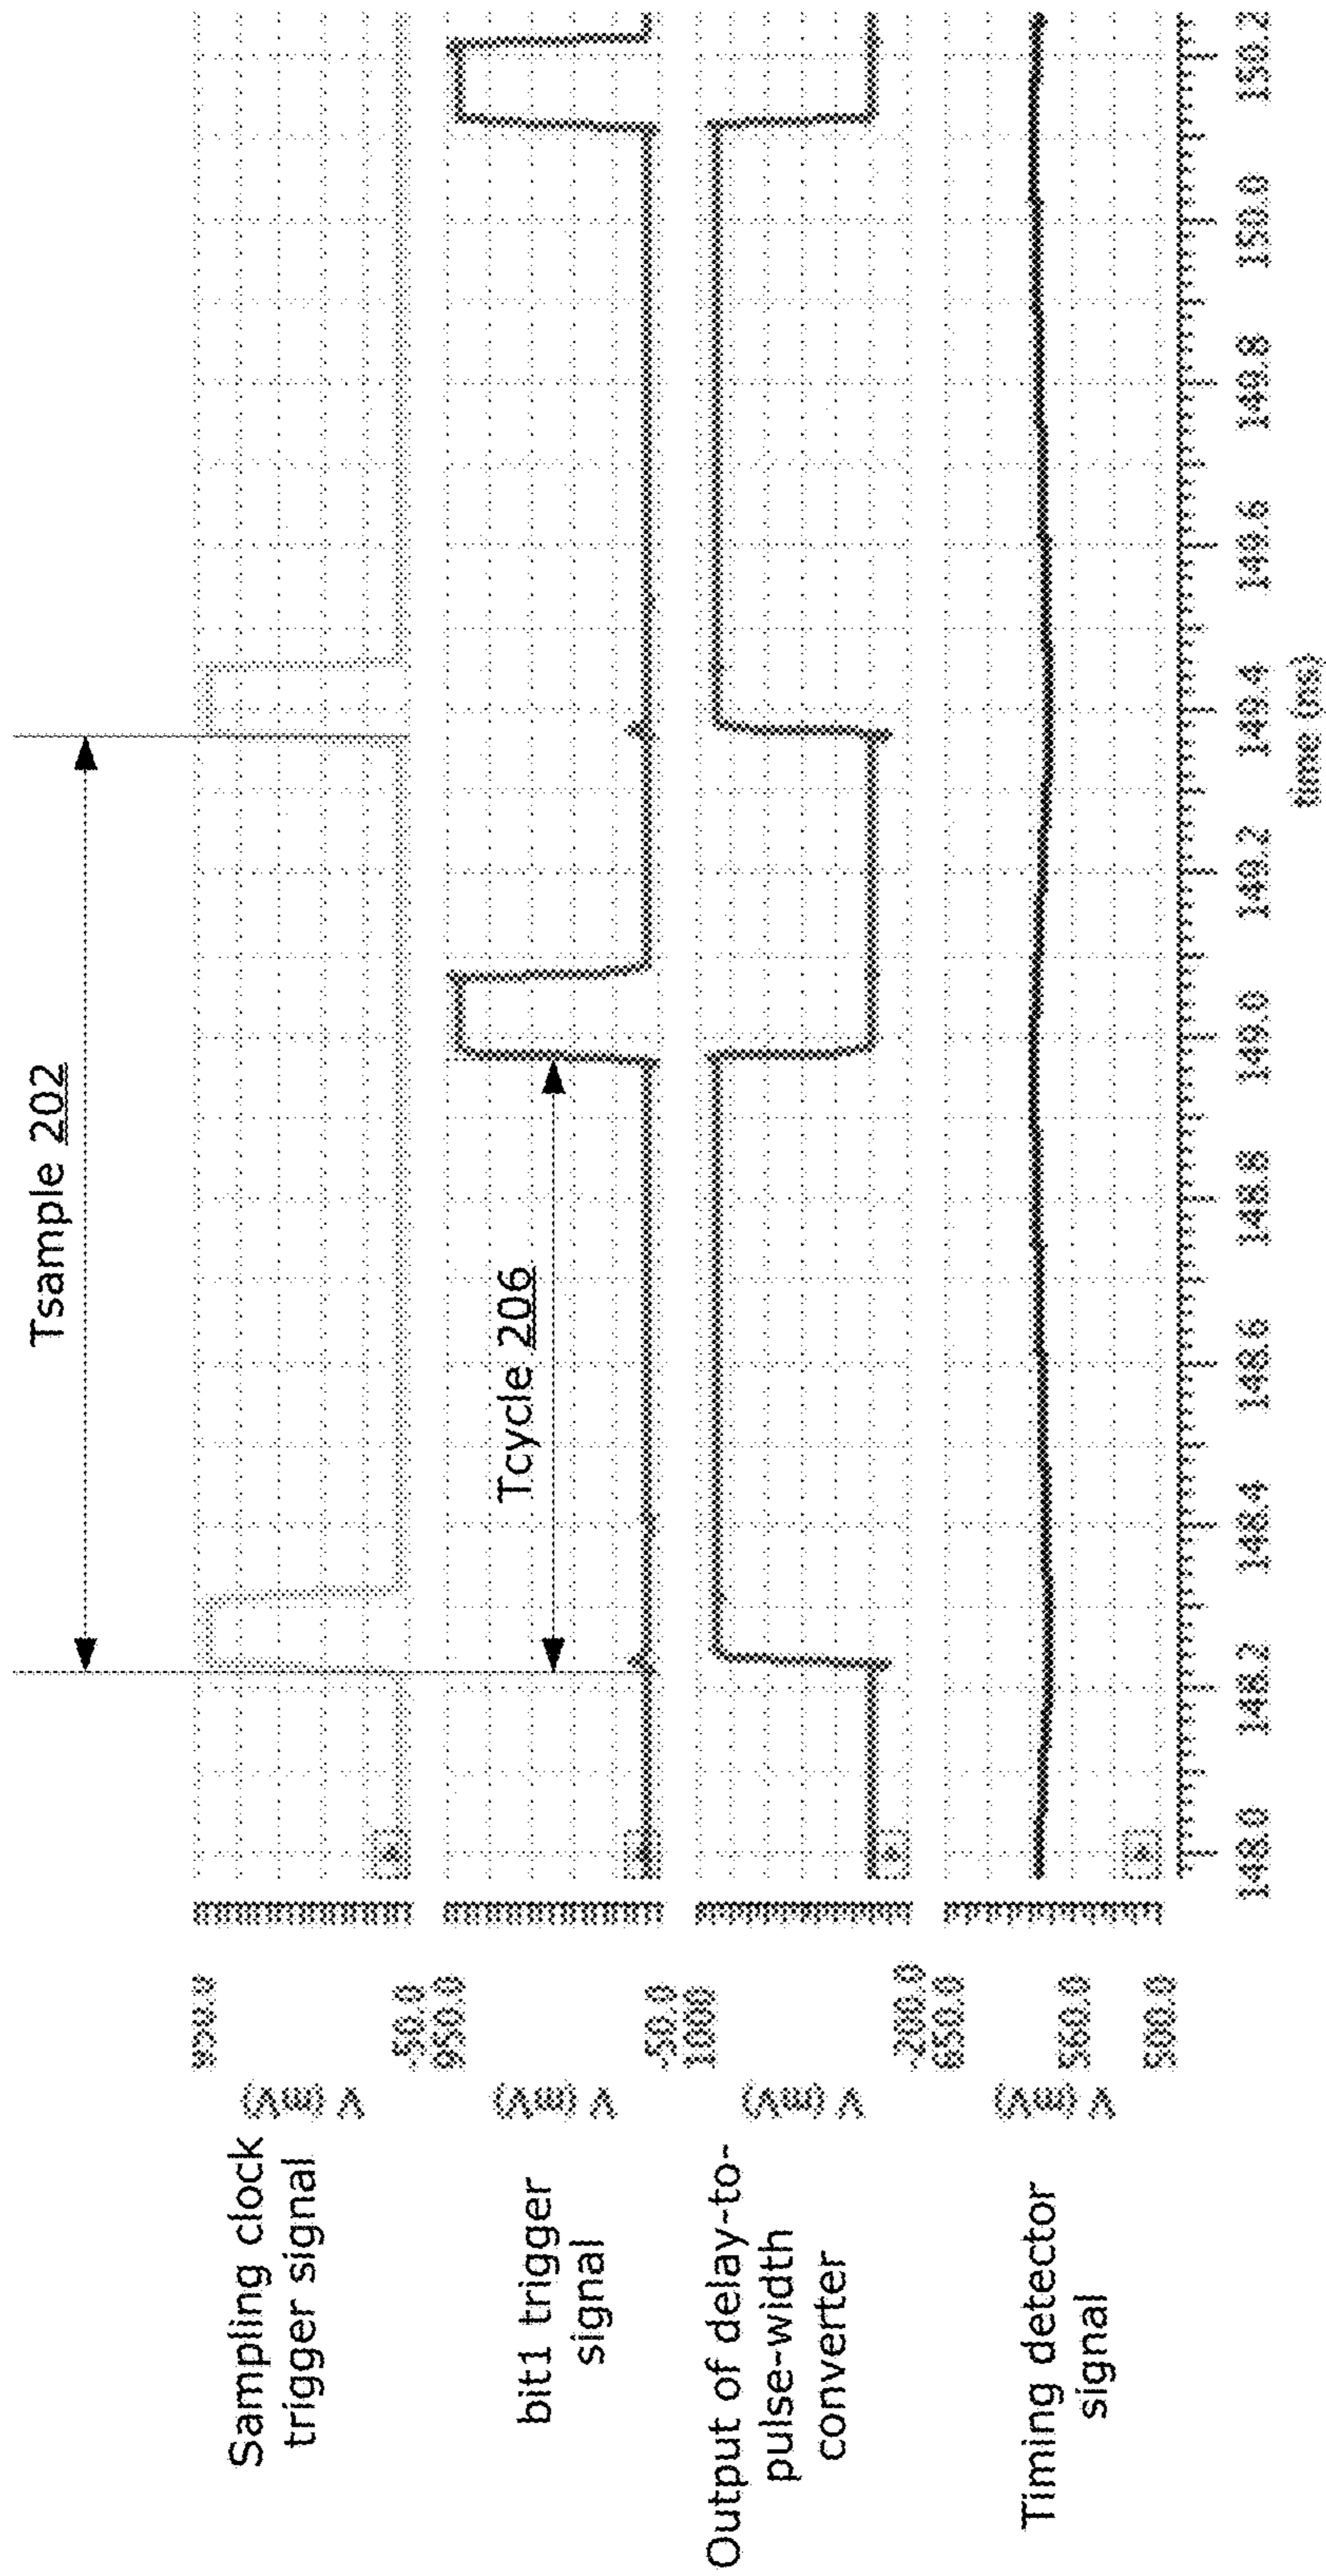 Tsample 202
Sampling clock
trigger signal
V (mV)
950.0
-50.0
Tcycle 206
bit1 trigger
signal
V (mV)
950.0
-50.0
Output of delay-to-
pulse-width
converter
V (mV)
1000
-200.0
Timing detector
signal
V (mV)
650.0
560.0
500.0
148.0 148.2 148.4 148.6 148.8 149.0 149.2 149.4 149.6 149.8 150.0 150.2
time (ns)